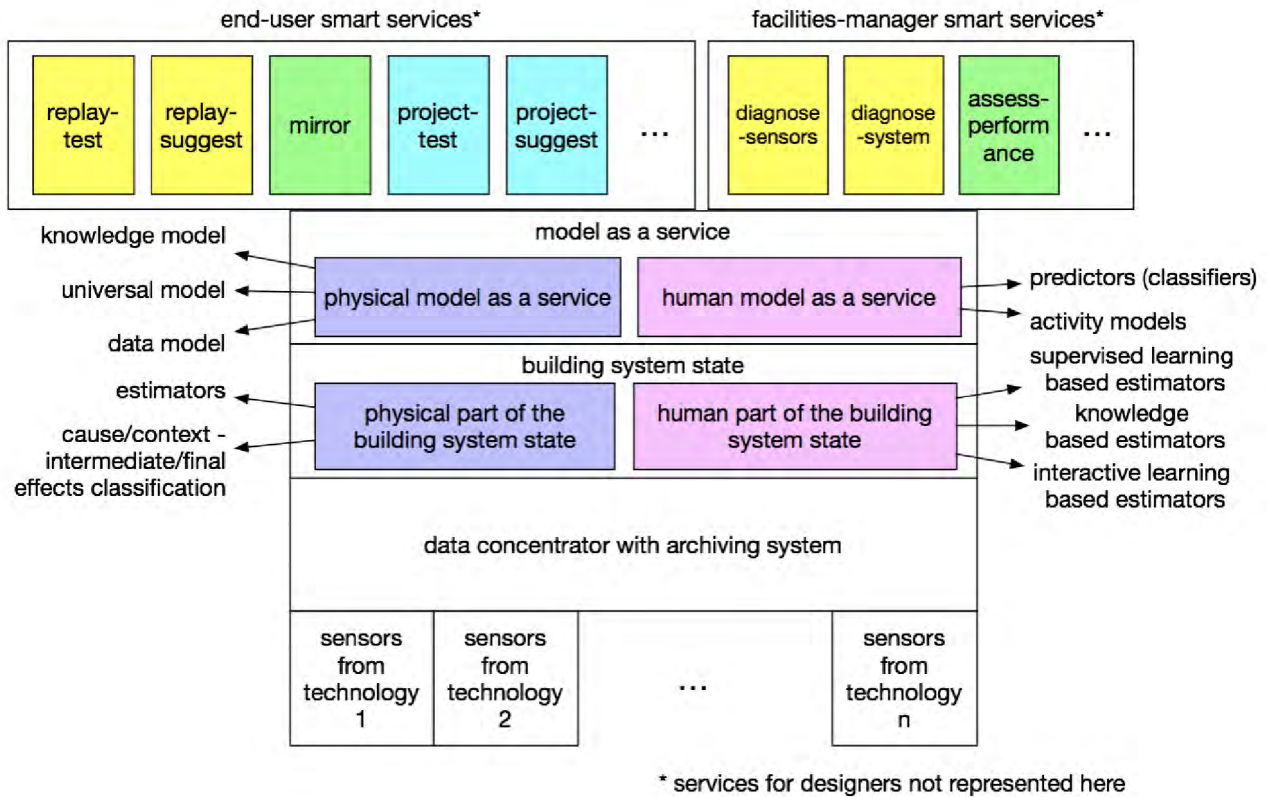 end-user smart services*
facilities-manager smart services*
replay-
test
replay-
suggest
mirror
project-
test
project-
suggest
...
diagnose
-sensors
diagnose
-system
assess-
perform
ance
...
model as a service
knowledge model
universal model
data model
physical model as a service
human model as a service
predictors (classifiers)
activity models
building system state
estimators
cause/context -
intermediate/final
effects classification
physical part of the
building system state
human part of the building
system state
supervised learning
based estimators
knowledge
based estimators
interactive learning
based estimators
data concentrator with archiving system
sensors
from
technology
1
sensors
from
technology
2
...
sensors
from
technology
n
* services for designers not represented here